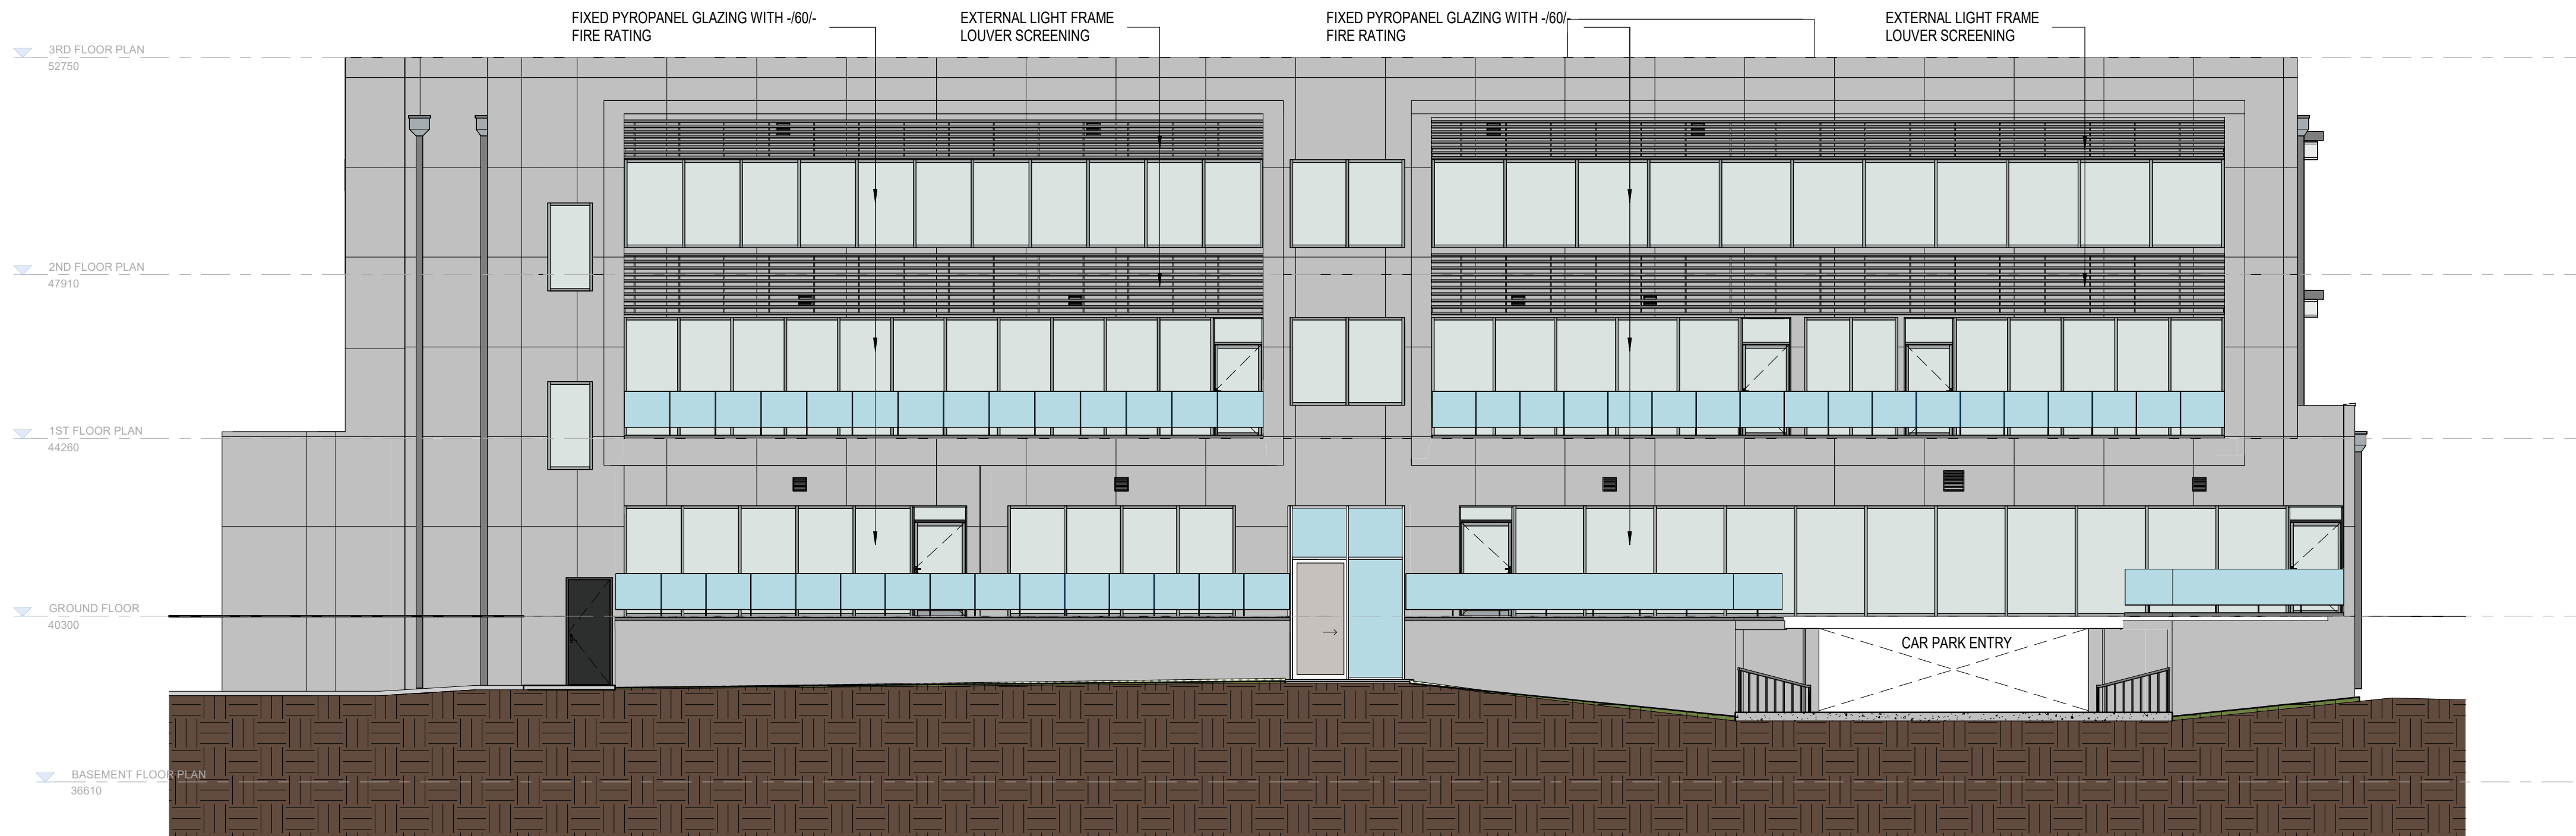 FIXED PYROPANEL GLAZING WITH -/60/-
FIRE RATING
EXTERNAL LIGHT FRAME
LOUVER SCREENING
FIXED PYROPANEL GLAZING WITH -/60/-
FIRE RATING
EXTERNAL LIGHT FRAME
LOUVER SCREENING
3RD FLOOR PLAN
52750
2ND FLOOR PLAN
47910
1ST FLOOR PLAN
44260
GROUND FLOOR
40300
CAR PARK ENTRY
BASEMENT FLOOR PLAN
36610